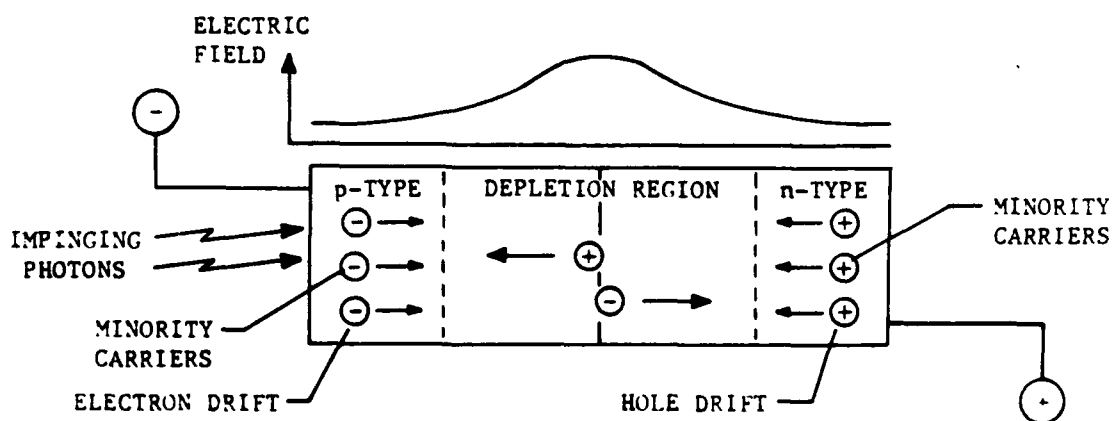 ELECTRIC
FIELD
-
p-TYPE DEPLETION REGION n-TYPE
- +
IMPINGING
PHOTONS
+
- +
MINORITY
CARRIERS
-
- +
MINORITY
CARRIERS
ELECTRON DRIFT
HOLE DRIFT
+